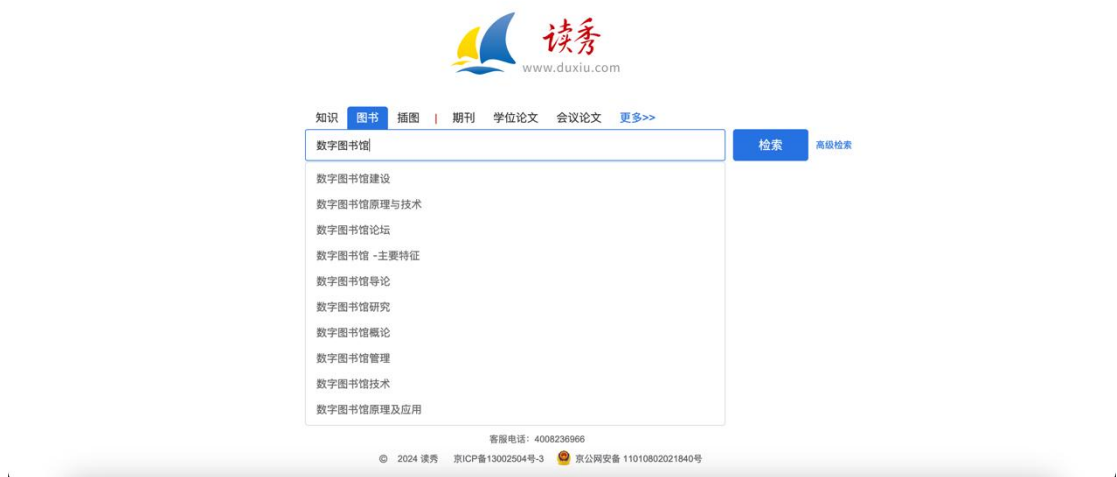 读秀
www.duxiu.com
知识 图书 插图 | 期刊 学位论文 会议论文 更多>>
数字图书馆 检索 高级检索
数字图书馆建设
数字图书馆原理与技术
数字图书馆论坛
数字图书馆 -主要特征
数字图书馆导论
数字图书馆研究
数字图书馆概论
数字图书馆管理
数字图书馆技术
数字图书馆原理及应用
客服电话：4008236966
© 2024 读秀 京ICP备13002504号-3 京公网安备 11010802021840号